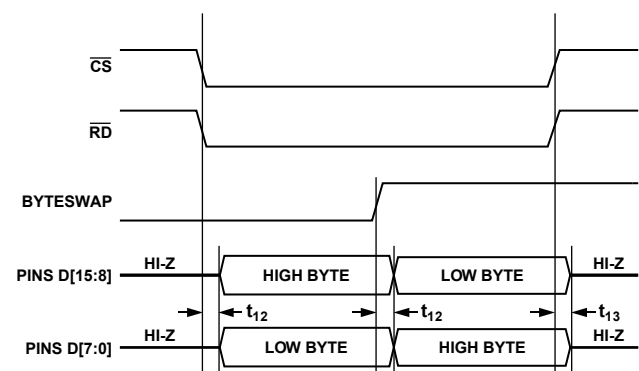 CS
RD
BYTESWAP
PINS D[15:8] HI-Z HIGH BYTE LOW BYTE HI-Z
t12 t12 t13
PINS D[7:0] HI-Z LOW BYTE HIGH BYTE HI-Z